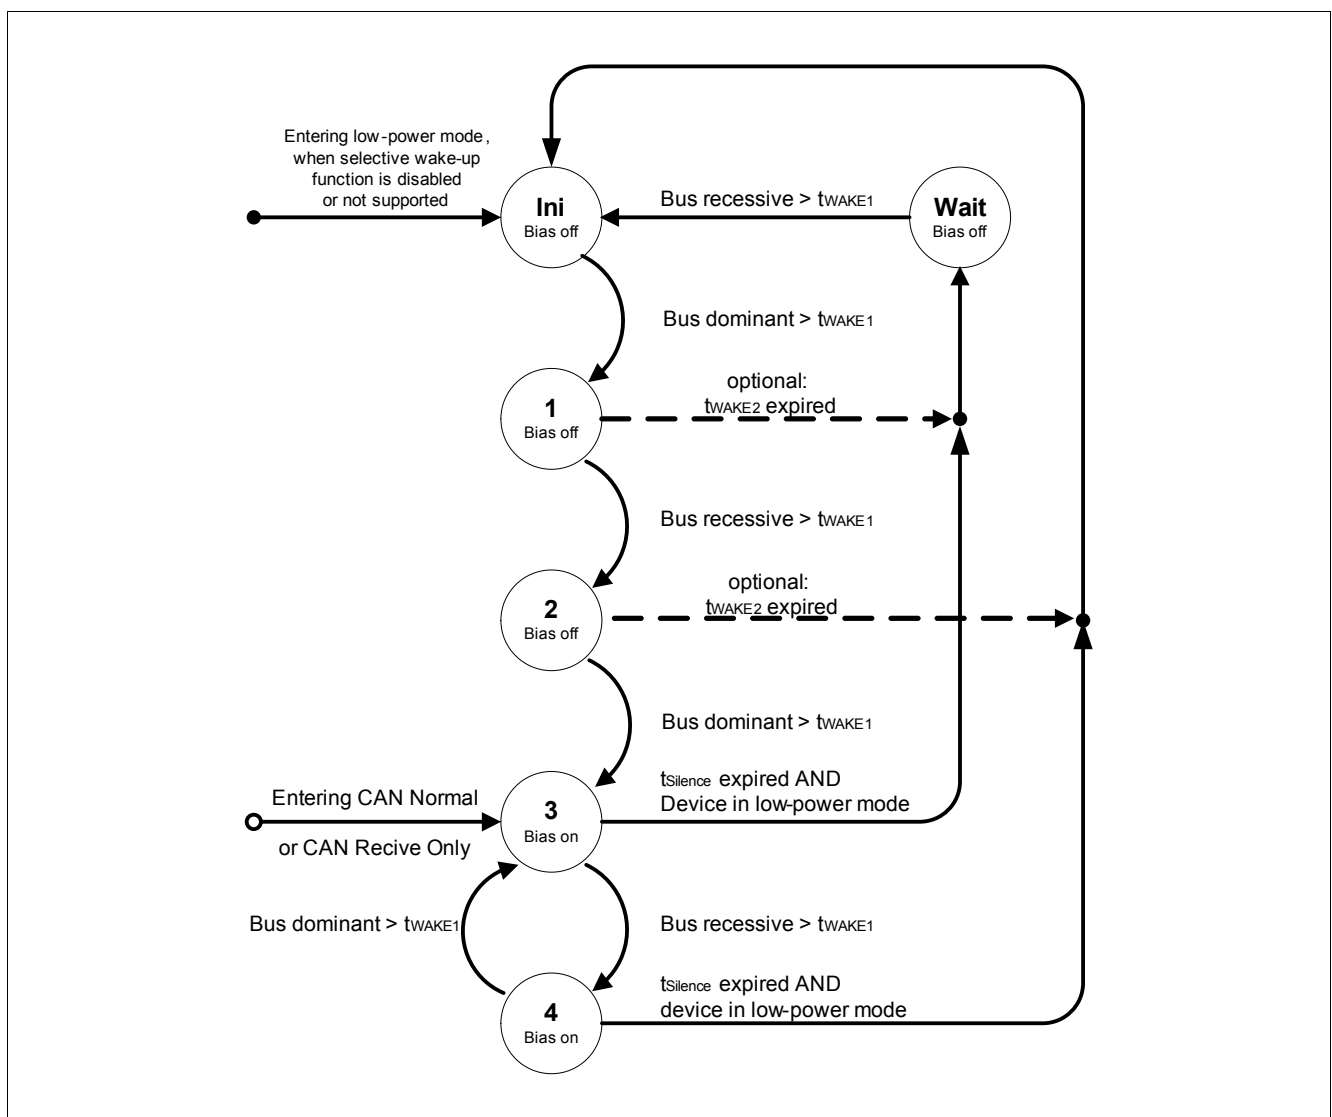 Entering low-power mode,
when selective wake-up
function is disabled
or not supported
Ini
Bias off
Bus recessive > tWAKE1
Wait
Bias off
Bus dominant > tWAKE1
1
Bias off
optional:
tWAKE2 expired
Bus recessive > tWAKE1
2
Bias off
optional:
tWAKE2 expired
Bus dominant > tWAKE1
Entering CAN Normal
or CAN Recive Only
3
Bias on
tSilence expired AND
Device in low-power mode
Bus dominant > tWAKE1
Bus recessive > tWAKE1
4
Bias on
tSilence expired AND
device in low-power mode